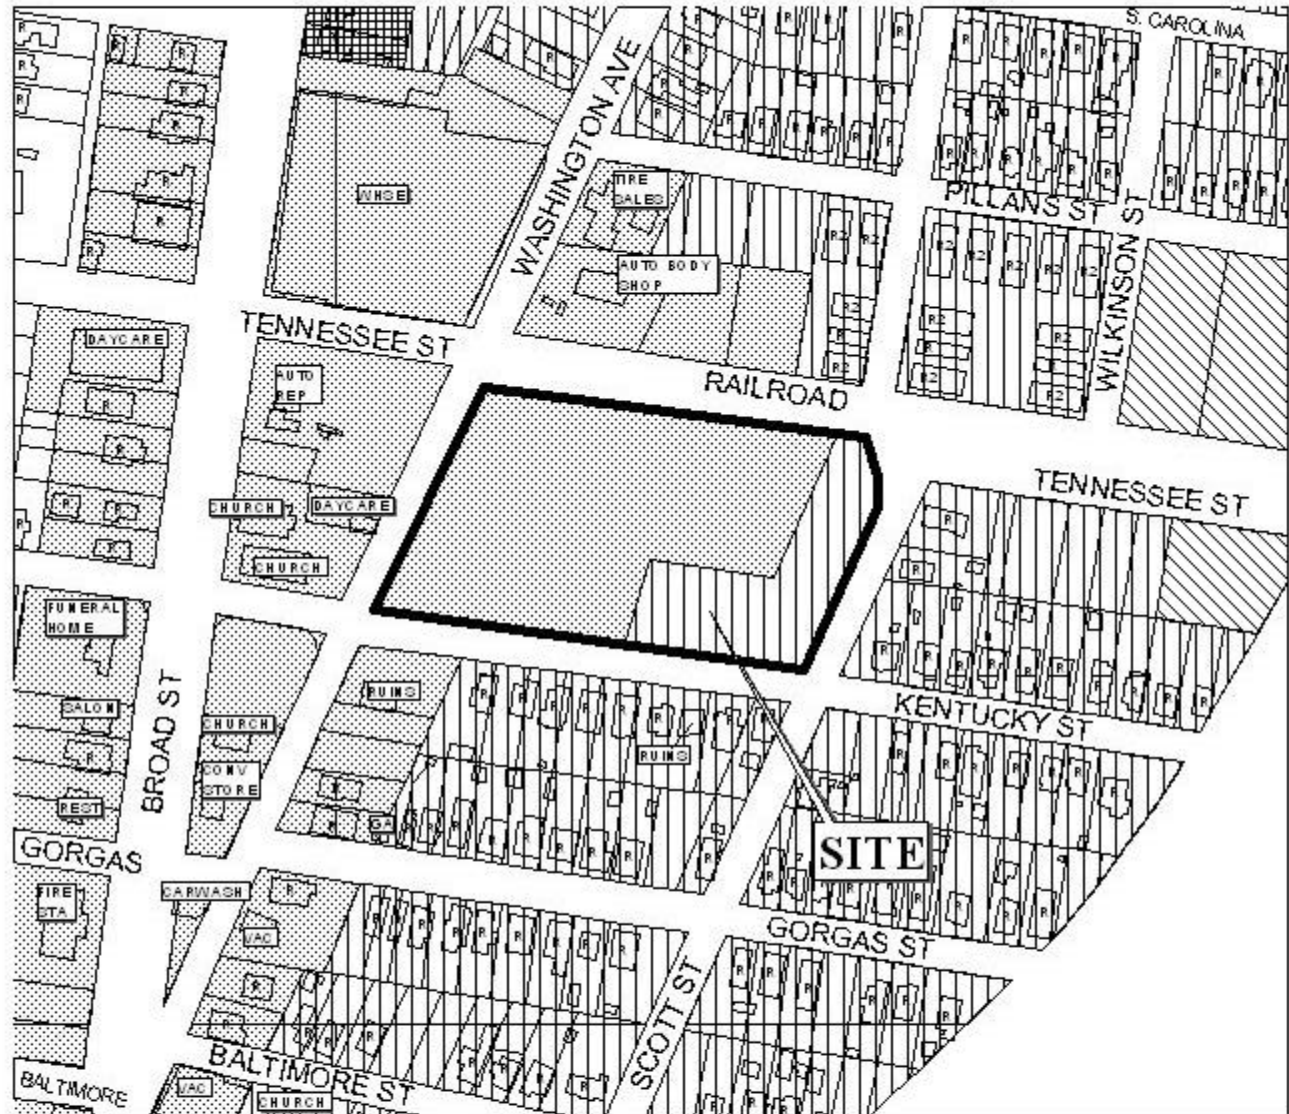 S. CAROLINA
WASHINGTON AVE
WHSE
TIRE
SALES
PILLANS ST
AUTO BODY
SHOP
WILKINSON ST
TENNESSEE ST
DAYCARE
AUTO
REP
RAILROAD
TENNESSEE ST
CHURCH
DAYCARE
CHURCH
FUNERAL
HOME
RUINS
SALON
BROAD ST
CHURCH
KENTUCKY ST
RUINS
CONV
STORE
REST
GA
SITE
GORGAS
FIRE
STA
CARWASH
VAC
GORGAS ST
SCOTT ST
BALTIMORE ST
BALTIMORE
VAC
CHURCH